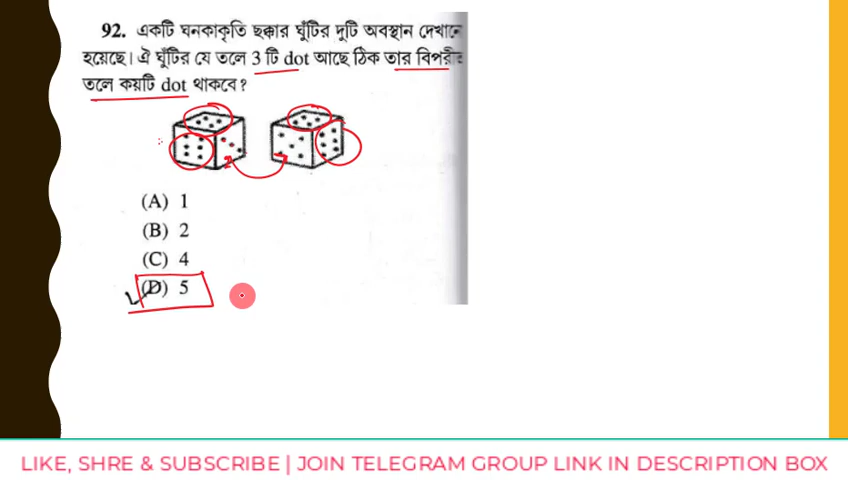 92. একটি ঘনকাকৃতি ছক্কার ঘুঁটির দুটি অবস্থান দেখানো
হয়েছে। ঐ ঘুঁটির যে তলে 3 টি dot আছে ঠিক তার বিপরীত
তলে কয়টি dot থাকবে?
(A) 1
(B) 2
(C) 4
(D) 5
LIKE, SHRE & SUBSCRIBE | JOIN TELEGRAM GROUP LINK IN DESCRIPTION BOX